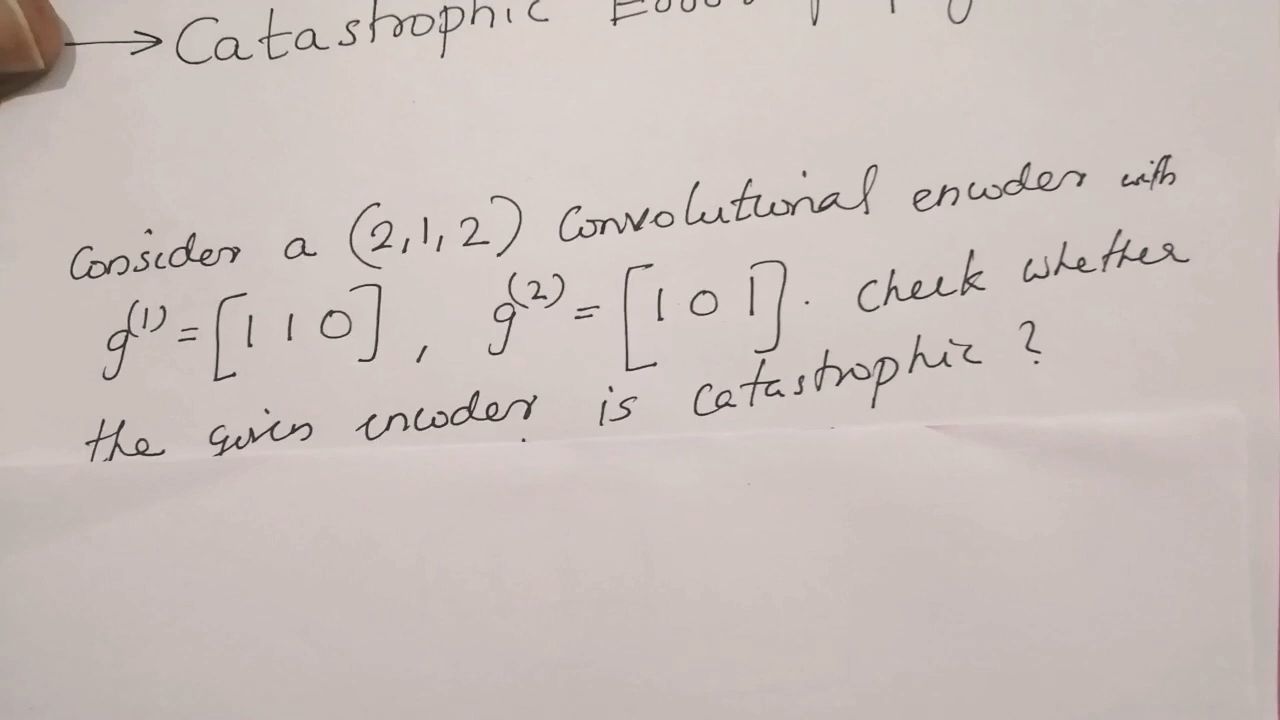 → Catastrophic
Consider a (2,1,2) Convolutional encoder with
g⁽¹⁾ = [1 1 0] , g⁽²⁾ = [1 0 1]. Check whether
the given encoder is catastrophic ?